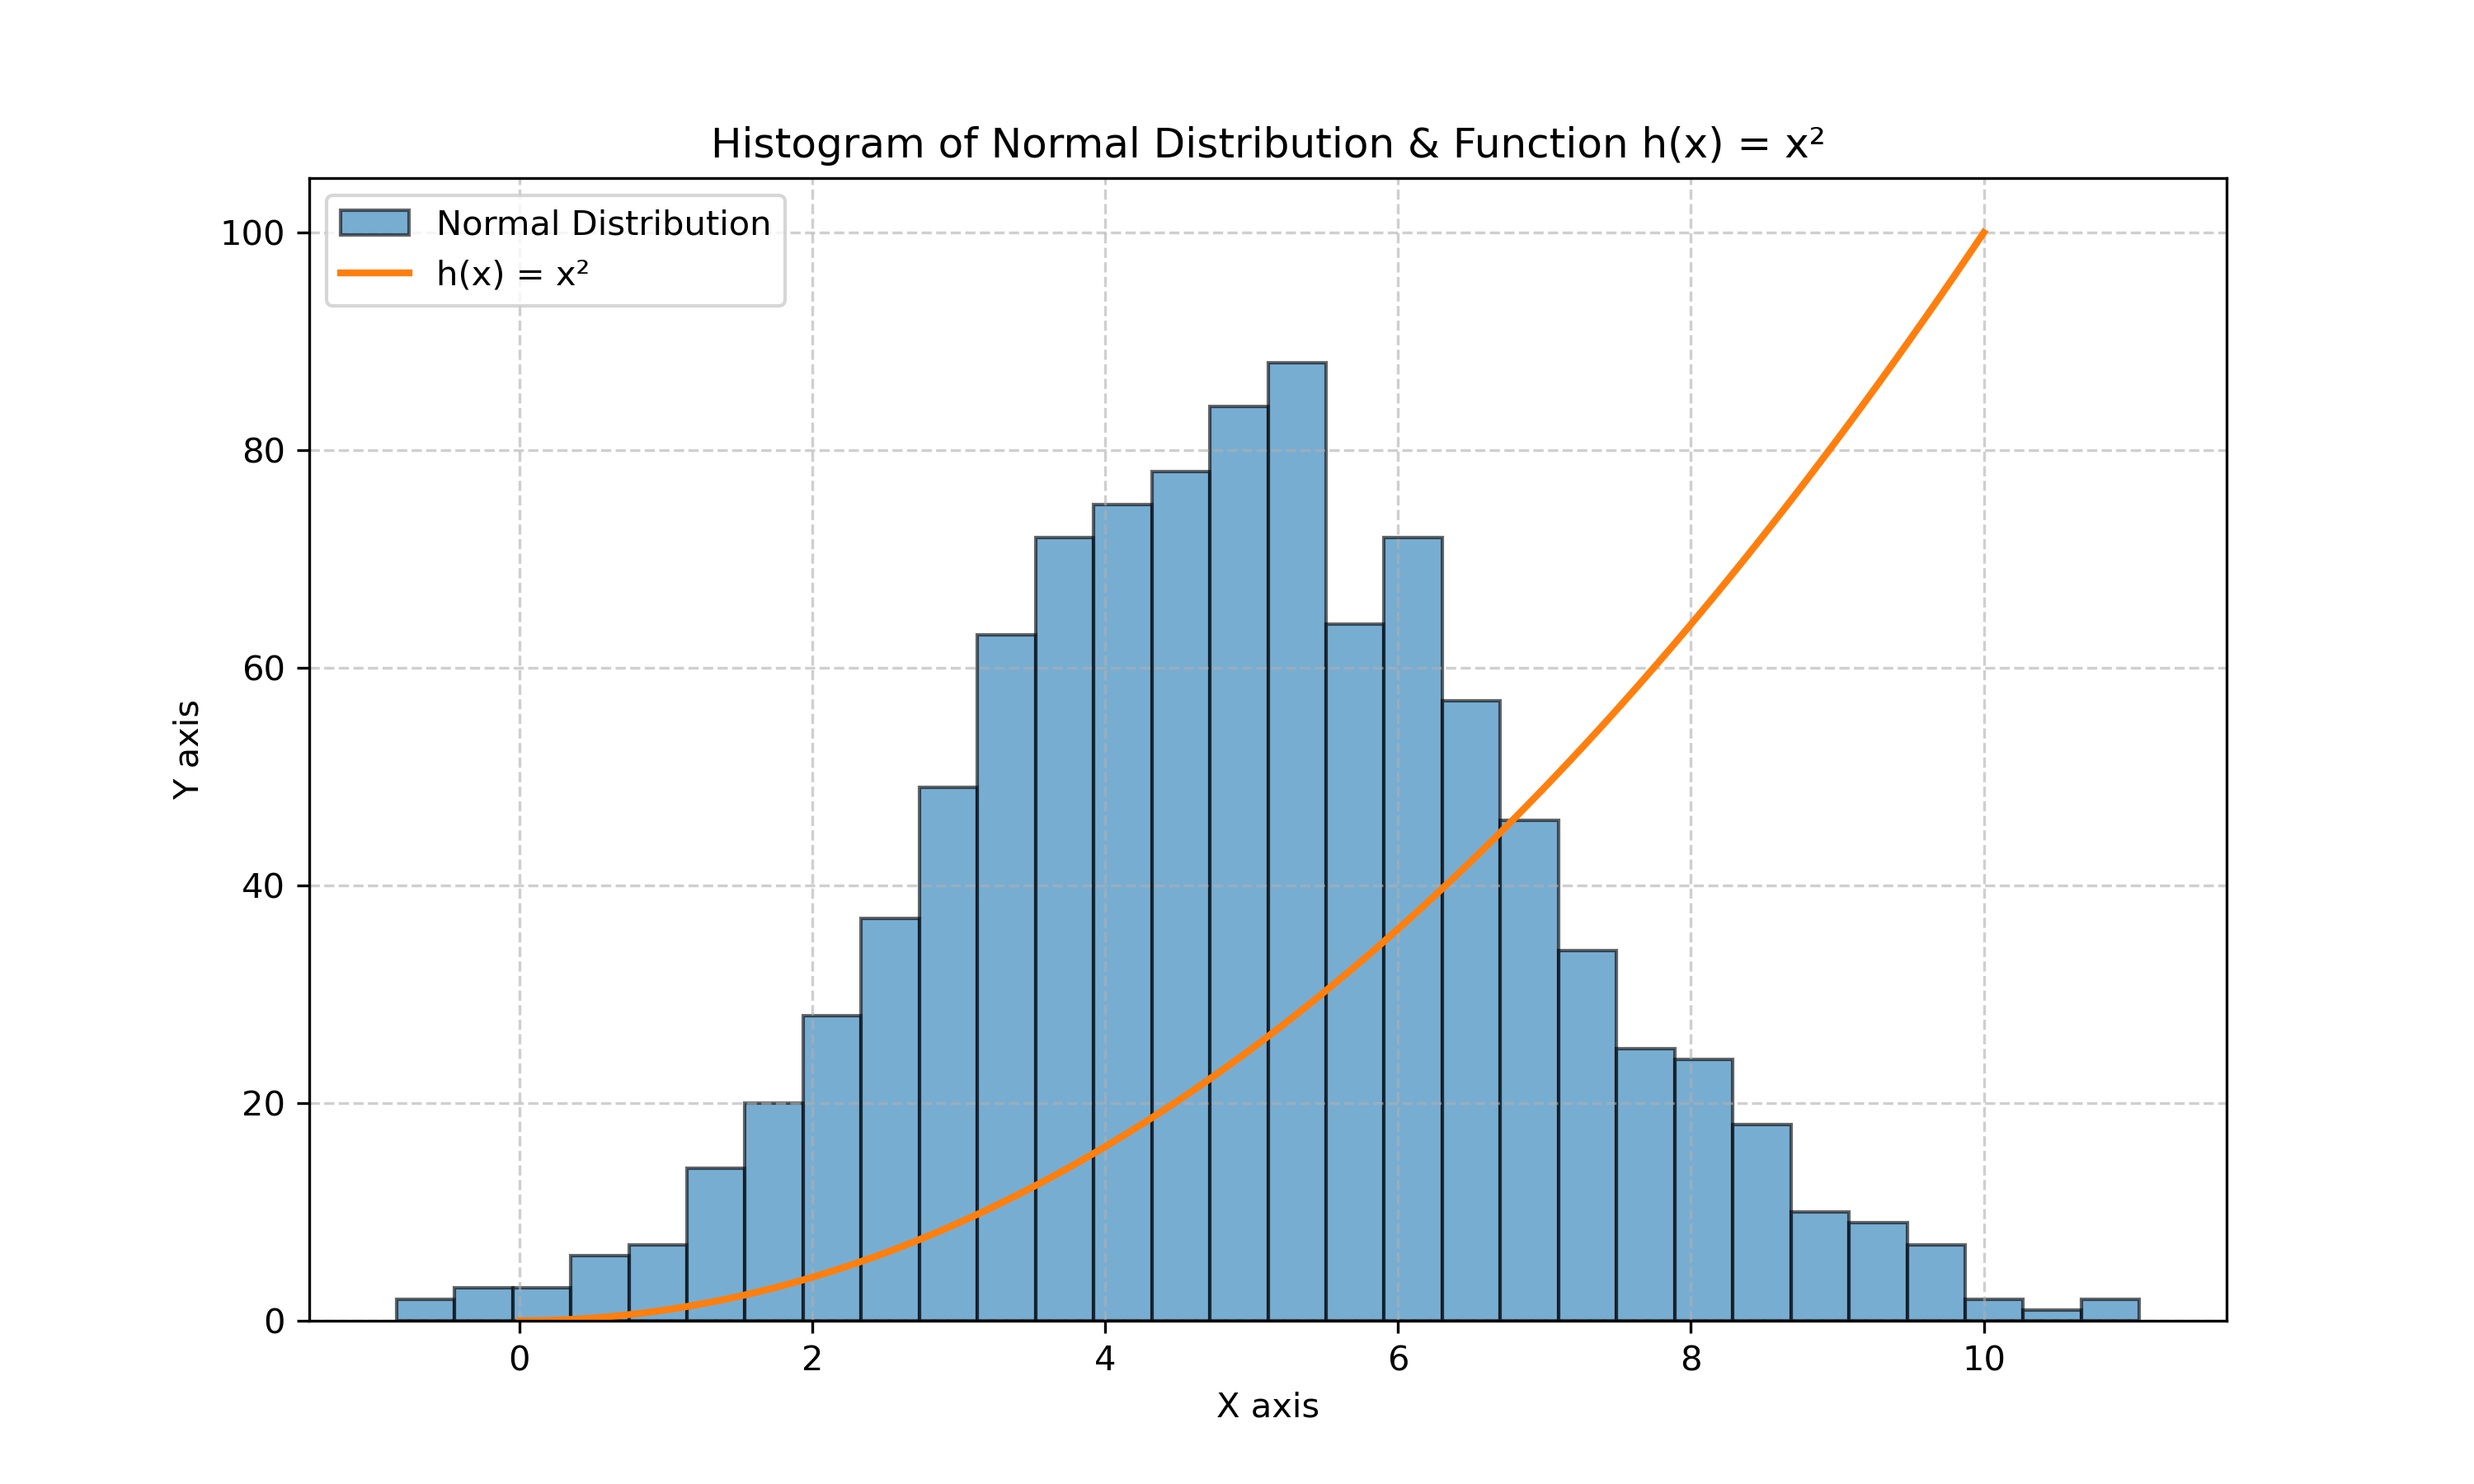 Histogram of Normal Distribution & Function h(x) = x²
Normal Distribution
h(x) = x²
100
80
60
40
20
0
Y axis
0 2 4 6 8 10
X axis